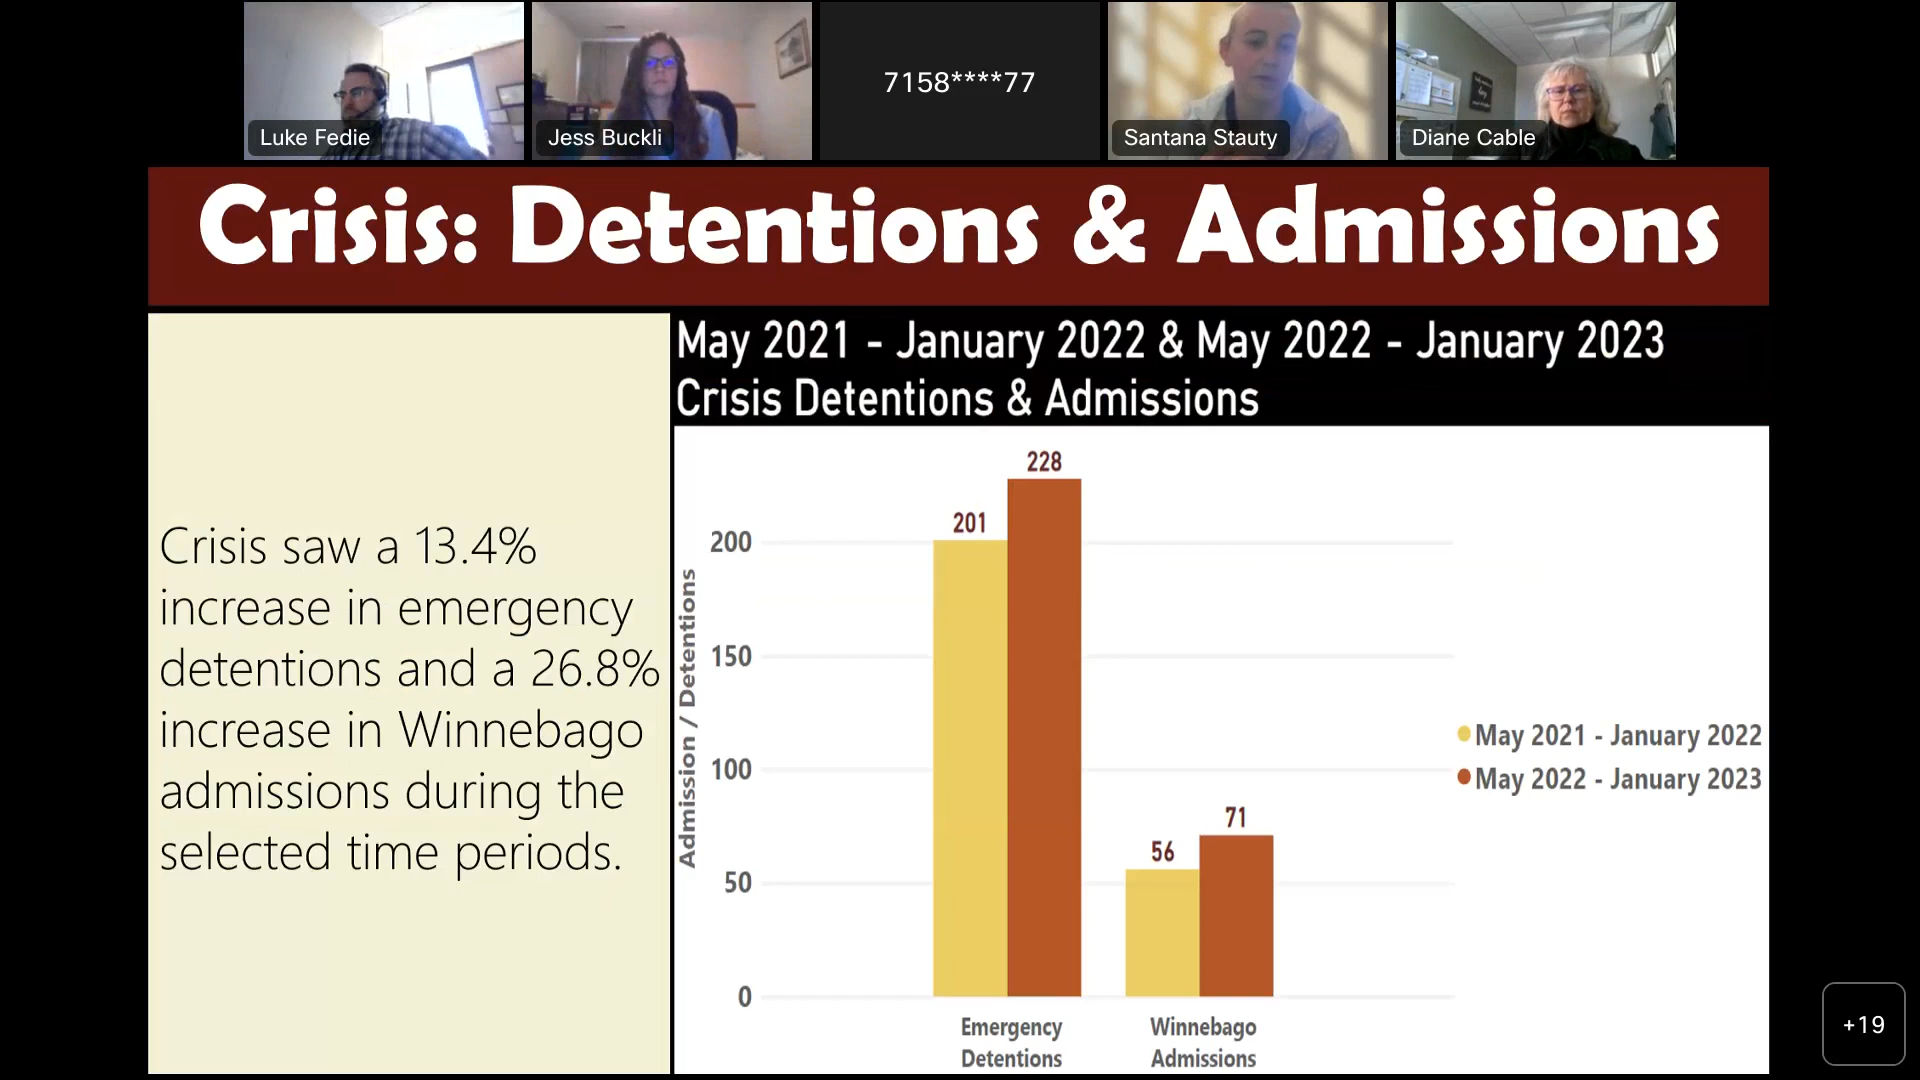 Luke Fedie
Jess Buckli
7158****77
Santana Stauty
Diane Cable
Crisis: Detentions & Admissions
May 2021 - January 2022 & May 2022 - January 2023
Crisis Detentions & Admissions
Crisis saw a 13.4%
increase in emergency
detentions and a 26.8%
increase in Winnebago
admissions during the
selected time periods.
Admission / Detentions
200
150
100
50
0
201
228
56
71
Emergency
Detentions
Winnebago
Admissions
May 2021 - January 2022
May 2022 - January 2023
+19